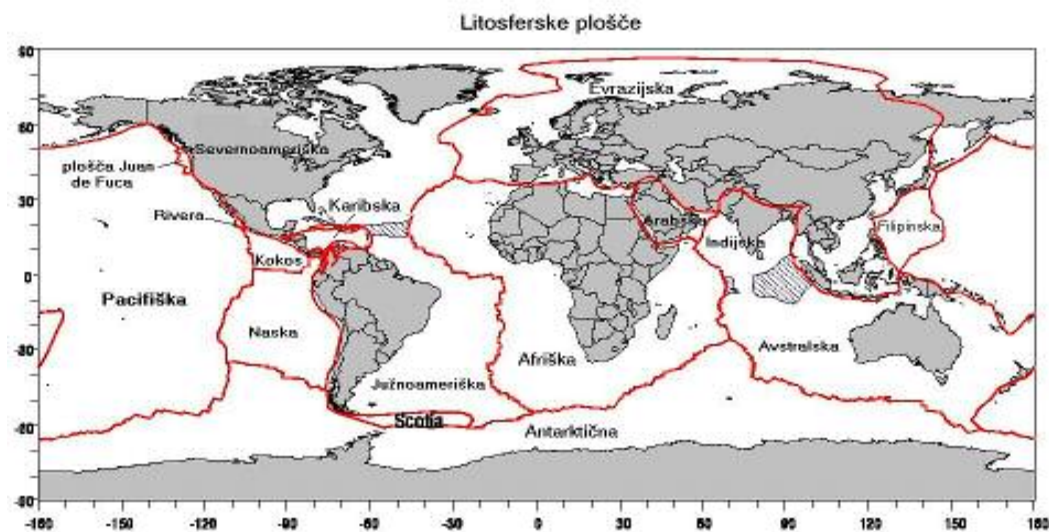 Litosferske plošče
90
Evrazijska
60
Severnoameriška
plošča Juan
de Fuca
30
Rivera
Karibska
Arabska
Filipinska
Indijska
Kokos
0
Pacifiška
Naska
Avstralska
-30
Afriška
Južnoameriška
Scotia
-60
Antarktična
-90
-180 -150 -120 -90 -60 -30 0 30 60 90 120 150 180